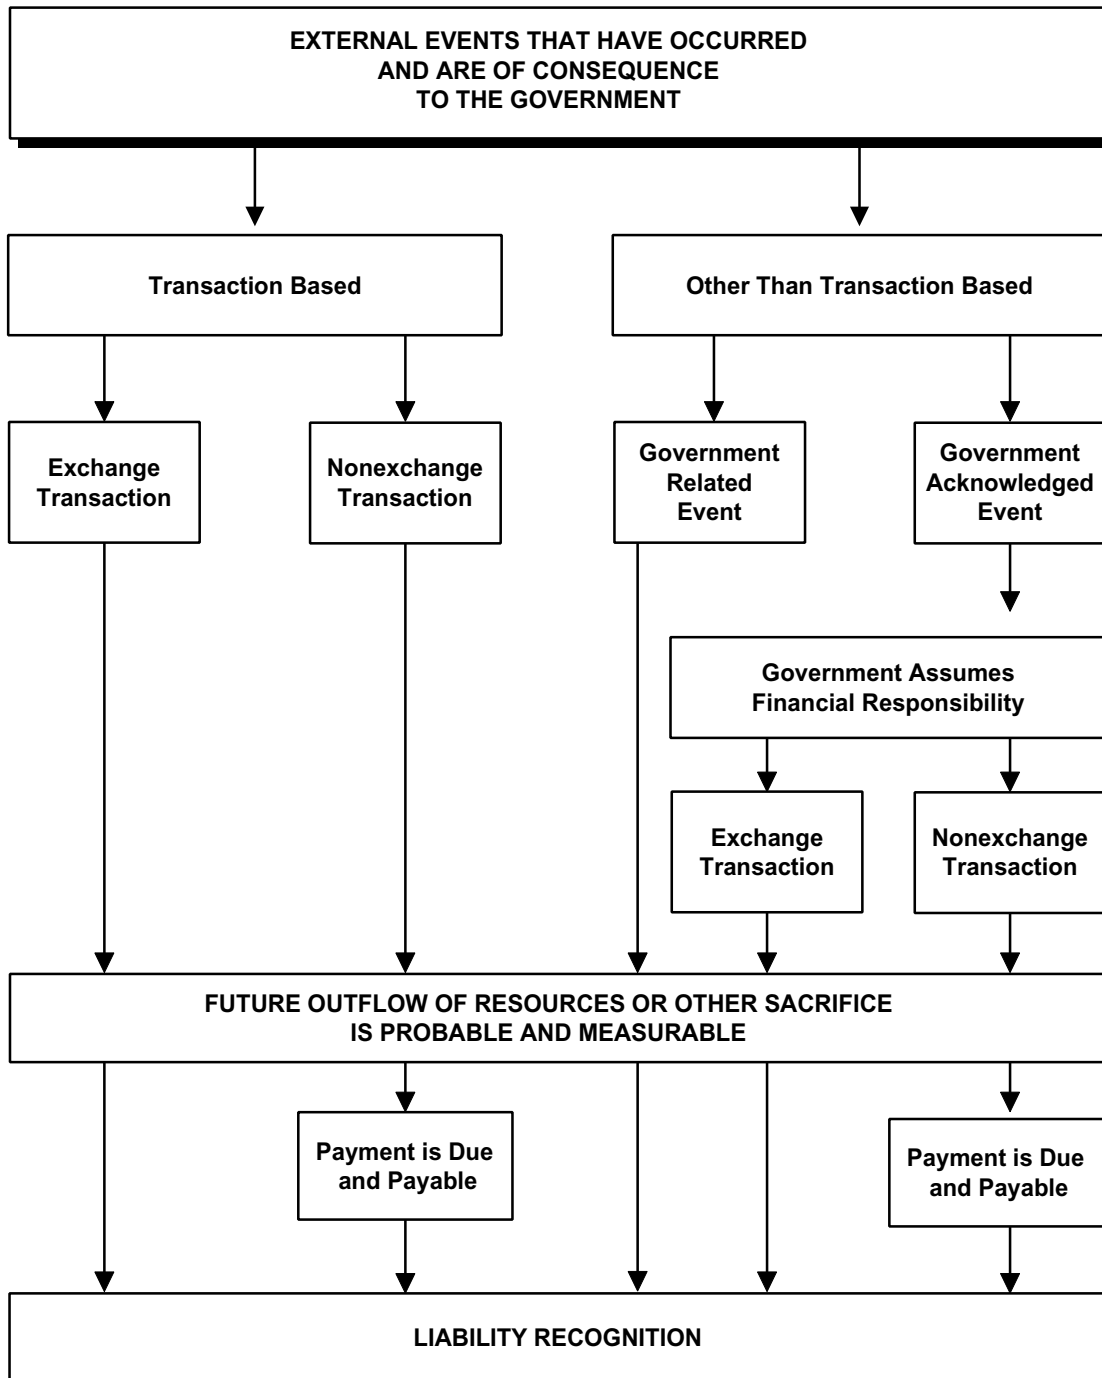 EXTERNAL EVENTS THAT HAVE OCCURRED
AND ARE OF CONSEQUENCE
TO THE GOVERNMENT
Transaction Based
Other Than Transaction Based
Exchange
Transaction
Nonexchange
Transaction
Government
Related
Event
Government
Acknowledged
Event
Government Assumes
Financial Responsibility
Exchange
Transaction
Nonexchange
Transaction
FUTURE OUTFLOW OF RESOURCES OR OTHER SACRIFICE
IS PROBABLE AND MEASURABLE
Payment is Due
and Payable
Payment is Due
and Payable
LIABILITY RECOGNITION